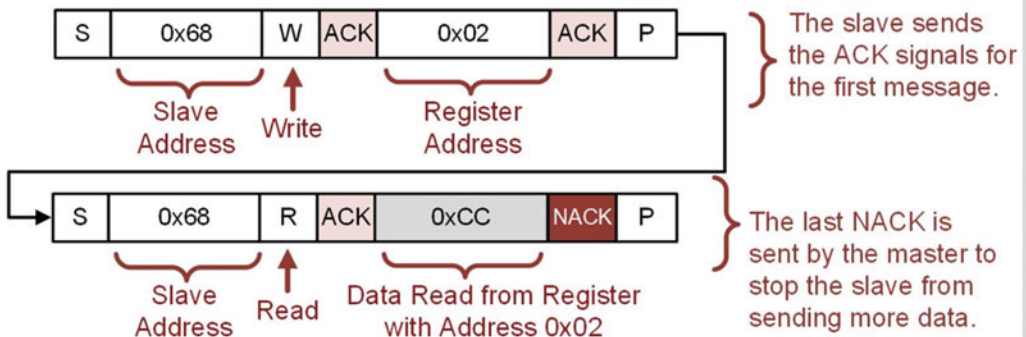 S 0x68 W ACK 0x02 ACK P
The slave sends
the ACK signals for
the first message.
Slave
Address
Write
Register
Address
S 0x68 R ACK 0xCC NACK P
The last NACK is
sent by the master to
stop the slave from
sending more data.
Slave
Address
Read
Data Read from Register
with Address 0x02